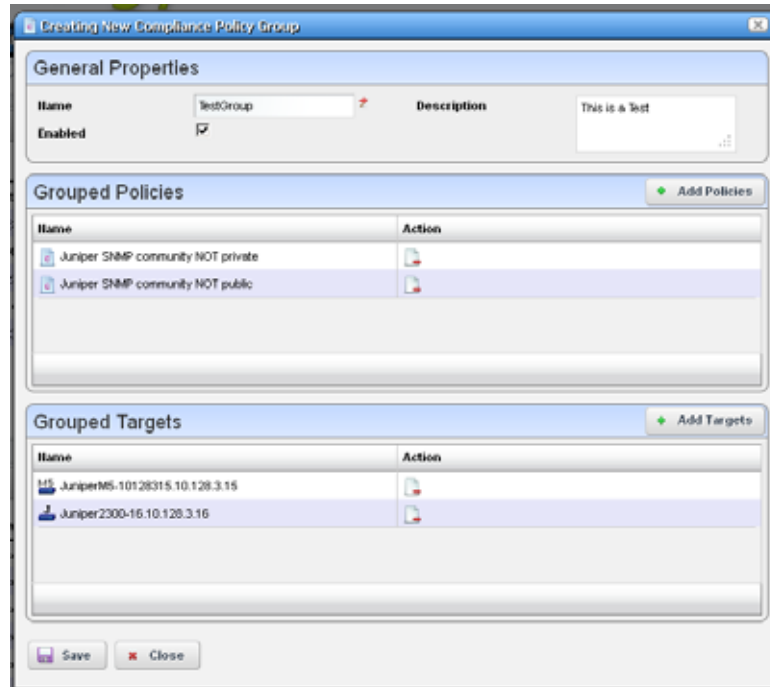 Creating New Compliance Policy Group
General Properties
Name TestGroup Description This is a Test
Enabled
Grouped Policies Add Policies
Name Action
Juniper SNMP community NOT private
Juniper SNMP community NOT public
Grouped Targets Add Targets
Name Action
M5 JuniperM5-10128315.10.128.3.15
J Juniper2300-16.10.128.3.16
Save Close